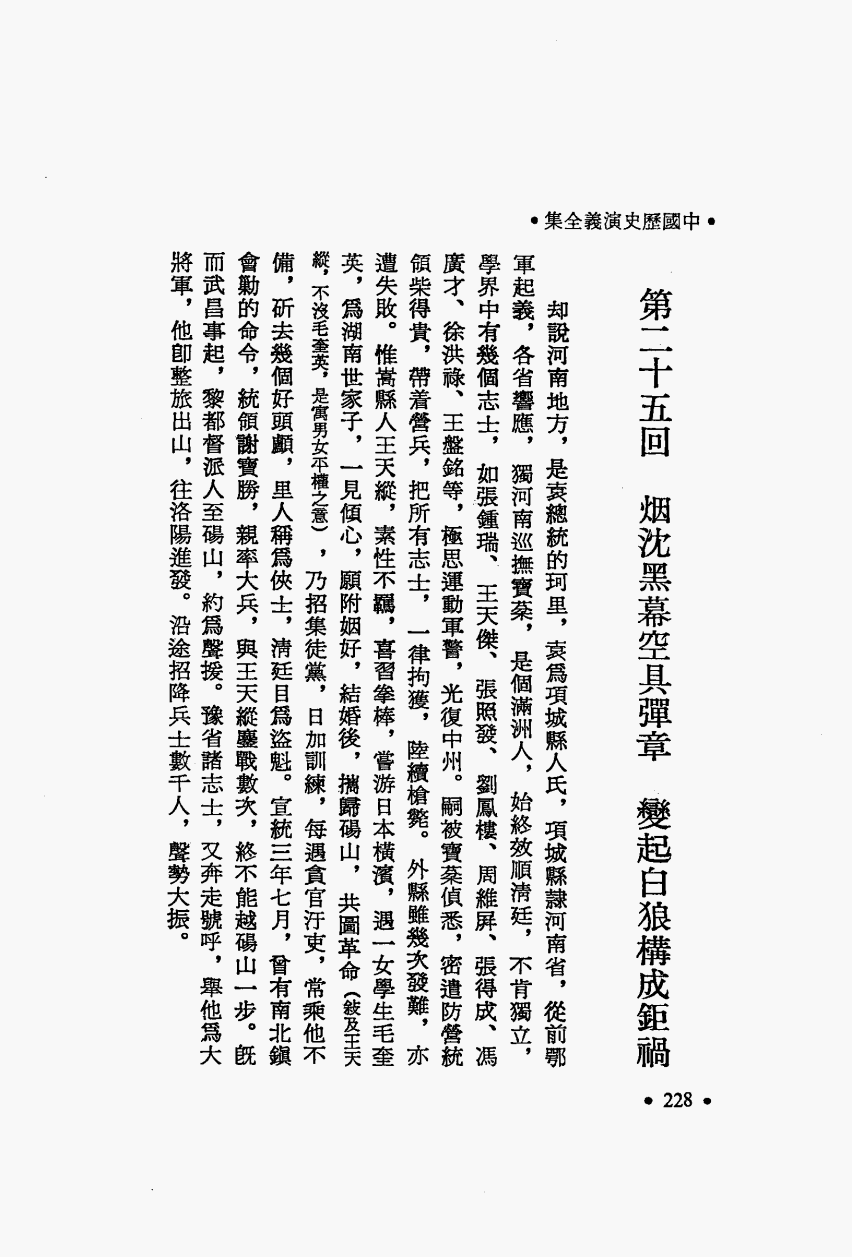 •中國歷史演義全集•
第二十五回　烟沈黑幕空具彈章　變起白狼構成鉅禍
却說河南地方，是袁總統的珂里，袁爲項城縣人氏，項城縣隸河南省，從前鄂
軍起義，各省響應，獨河南巡撫寶棻，是個滿洲人，始終效順淸廷，不肯獨立，
學界中有幾個志士，如張鍾瑞、王天傑、張照發、劉鳳樓、周維屏、張得成、馮
廣才、徐洪祿、王盤銘等，極思運動軍警，光復中州。嗣被寶棻偵悉，密遣防營統
領柴得貴，帶着營兵，把所有志士，一律拘獲，陸續槍斃。外縣雖幾次發難，亦
遭失敗。惟嵩縣人王天縱，素性不羈，喜習拳棒，嘗游日本橫濱，遇一女學生毛奎
英，爲湖南世家子，一見傾心，願附姻好，結婚後，攜歸碭山，共圖革命（敍及王天
縱，不沒毛奎英，是寓男女平權之意），乃招集徒黨，日加訓練，每遇貪官汙吏，常乘他不
備，斫去幾個好頭顱，里人稱爲俠士，淸廷目爲盜魁。宣統三年七月，曾有南北鎭
會勦的命令，統領謝寶勝，親率大兵，與王天縱鏖戰數次，終不能越碭山一步。旣
而武昌事起，黎都督派人至碭山，約爲聲援。豫省諸志士，又奔走號呼，舉他爲大
將軍，他卽整旅出山，往洛陽進發。沿途招降兵士數千人，聲勢大振。
• 228 •